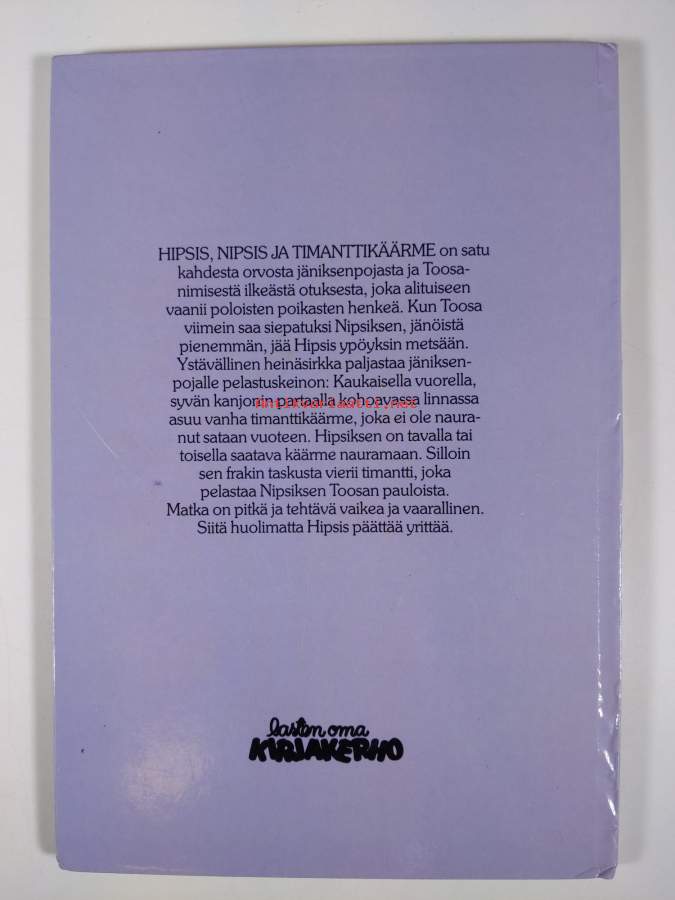 HIPSIS, NIPSIS JA TIMANTTIKÄÄRME on satu
kahdesta orvosta jäniksenpojasta ja Toosa-
nimisestä ilkeästä otuksesta, joka alituiseen
vaanii poloisten poikasten henkeä. Kun Toosa
viimein saa siepatuksi Nipsiksen, jänöistä
pienemmän, jää Hipsis ypöyksin metsään.
Ystävällinen heinäsirkka paljastaa jäniksen-
pojalle pelastuskeinon: Kaukaisella vuorella,
syvän kanjonin partaalla kohoavassa linnassa
Antikvariaatti.net
asuu vanha timanttikäärme, joka ei ole naura-
nut sataan vuoteen. Hipsiksen on tavalla tai
toisella saatava käärme nauramaan. Silloin
sen frakin taskusta vierii timantti, joka
pelastaa Nipsiksen Toosan pauloista.
Matka on pitkä ja tehtävä vaikea ja vaarallinen.
Siitä huolimatta Hipsis päättää yrittää.
lasten oma
KIRJAKERHO